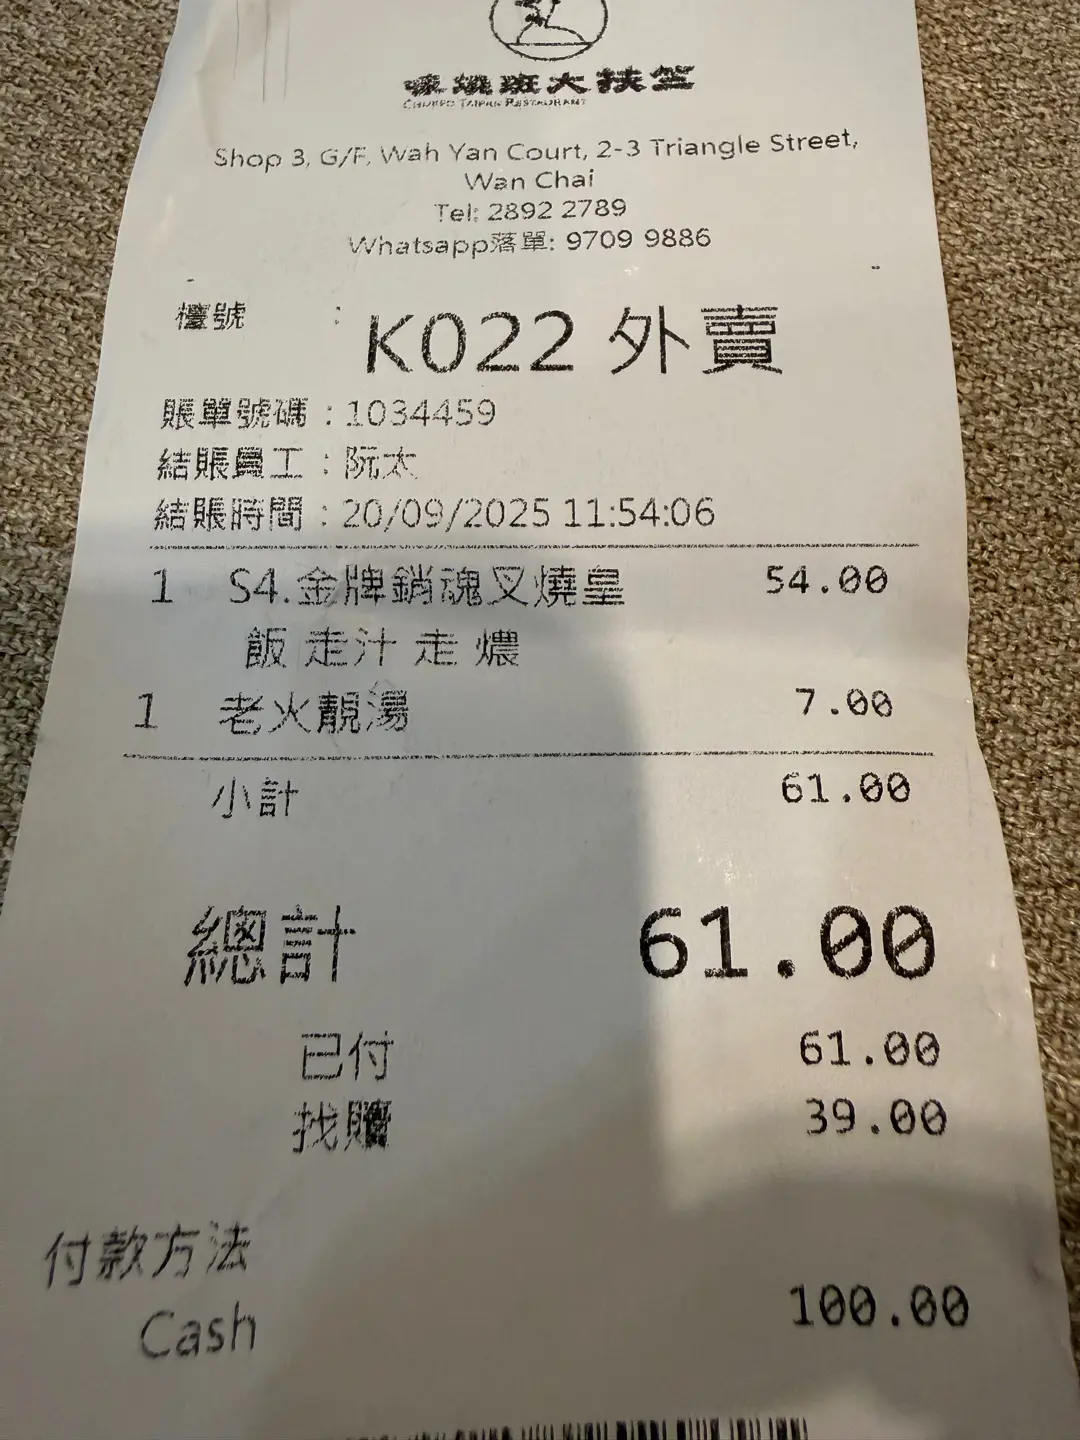 大
Shop 3, G/F, Wah Yan Court, 2-3 Triangle Street,
Wan Chai
Tel: 2892 2789
Whatsapp落單: 9709 9886
檯號 : K022 外賣
賬單號碼 : 1034459
結賬員工 : 阮太
結賬時間 : 20/09/2025 11:54:06
1 S4.金牌銷魂叉燒皇 54.00
飯 走汁 走 燶
1 老火靚湯 7.00
小計 61.00
總計 61.00
已付 61.00
找贖 39.00
付款方法
Cash 100.00